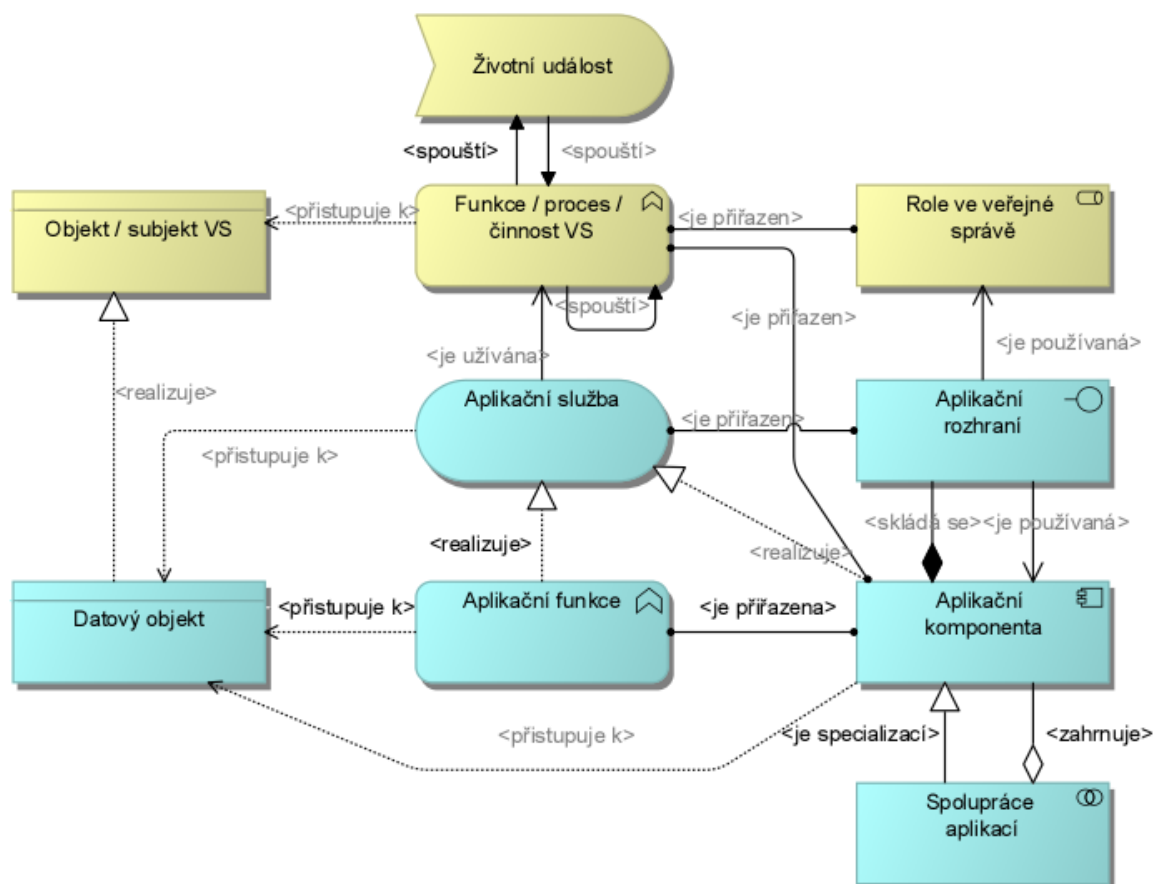 Životní událost
<spouští>
<spouští>
Objekt / subjekt VS
<přistupuje k>
Funkce / proces /
činnost VS
<je přiřazen>
Role ve veřejné
správě
<spouští>
<je přiřazen>
<je užívána>
<je používaná>
<realizuje>
Aplikační služba
<je přiřazen>
Aplikační
rozhraní
<přistupuje k>
<skládá se>
<je používaná>
<realizuje>
<realizuje>
Datový objekt
<přistupuje k>
Aplikační funkce
<je přiřazena>
Aplikační
komponenta
<přistupuje k>
<je specializací>
<zahrnuje>
Spolupráce
aplikací